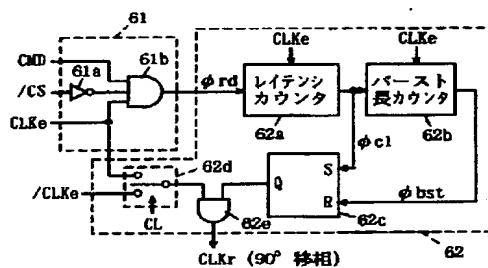 61
CMD
61a
61b
/CS
CLKe
φrd
CLKe
レイテンシ
カウンタ
62a
CLKe
バースト
長カウンタ
62b
φcl
62d
/CLKe
CL
62e
Q
S
R
62c
φbst
CLKr (90° 移相)
62